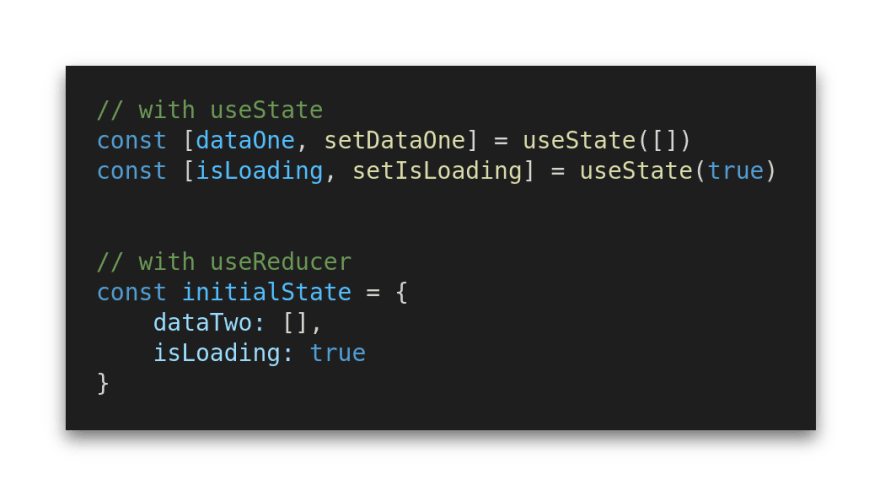 // with useState
const [dataOne, setDataOne] = useState([])
const [isLoading, setIsLoading] = useState(true)
// with useReducer
const initialState = {
    dataTwo: [],
    isLoading: true
}